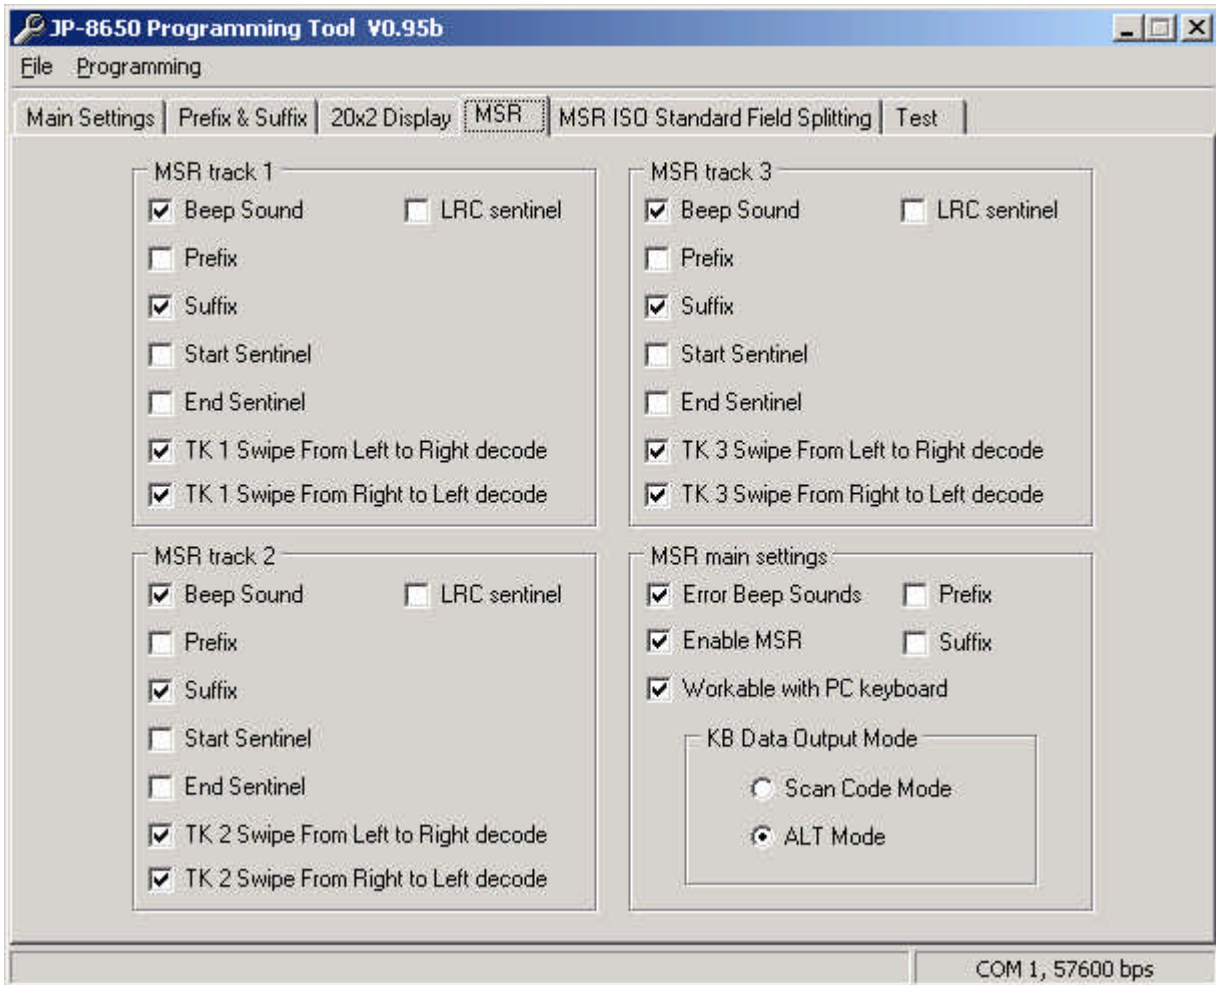 JP-8650 Programming Tool V0.95b
File Programming
Main Settings Prefix & Suffix 20x2 Display MSR MSR ISO Standard Field Splitting Test
MSR track 1
Beep Sound LRC sentinel
Prefix
Suffix
Start Sentinel
End Sentinel
TK 1 Swipe From Left to Right decode
TK 1 Swipe From Right to Left decode
MSR track 3
Beep Sound LRC sentinel
Prefix
Suffix
Start Sentinel
End Sentinel
TK 3 Swipe From Left to Right decode
TK 3 Swipe From Right to Left decode
MSR track 2
Beep Sound LRC sentinel
Prefix
Suffix
Start Sentinel
End Sentinel
TK 2 Swipe From Left to Right decode
TK 2 Swipe From Right to Left decode
MSR main settings
Error Beep Sounds Prefix
Enable MSR Suffix
Workable with PC keyboard
KB Data Output Mode
Scan Code Mode
ALT Mode
COM 1, 57600 bps